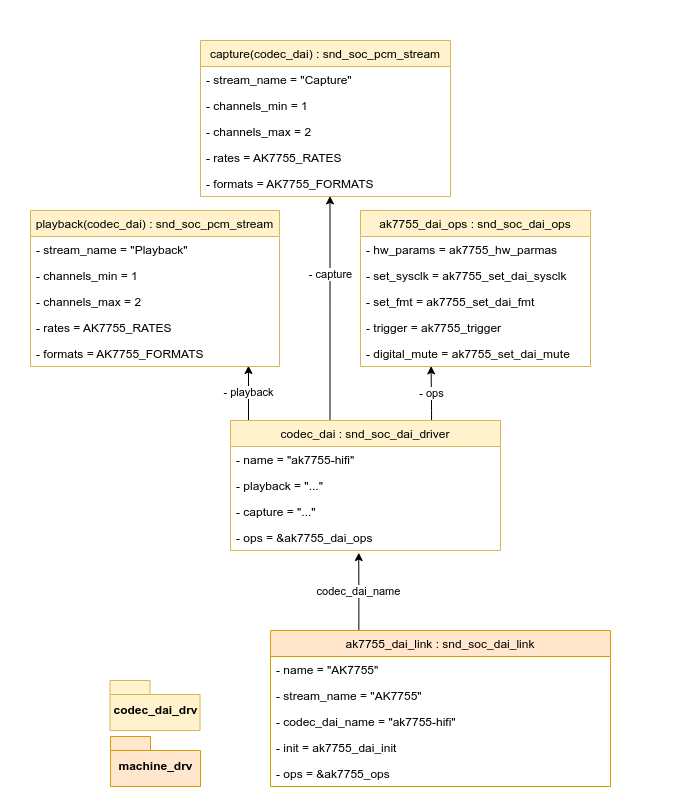 capture(codec_dai) : snd_soc_pcm_stream
- stream_name = "Capture"
- channels_min = 1
- channels_max = 2
- rates = AK7755_RATES
- formats = AK7755_FORMATS
playback(codec_dai) : snd_soc_pcm_stream
- stream_name = "Playback"
- channels_min = 1
- channels_max = 2
- rates = AK7755_RATES
- formats = AK7755_FORMATS
- capture
ak7755_dai_ops : snd_soc_dai_ops
- hw_params = ak7755_hw_parmas
- set_sysclk = ak7755_set_dai_sysclk
- set_fmt = ak7755_set_dai_fmt
- trigger = ak7755_trigger
- digital_mute = ak7755_set_dai_mute
- playback
- ops
codec_dai : snd_soc_dai_driver
- name = "ak7755-hifi"
- playback = "..."
- capture = "..."
- ops = &ak7755_dai_ops
codec_dai_name
ak7755_dai_link : snd_soc_dai_link
- name = "AK7755"
- stream_name = "AK7755"
- codec_dai_name = "ak7755-hifi"
- init = ak7755_dai_init
- ops = &ak7755_ops
codec_dai_drv
machine_drv